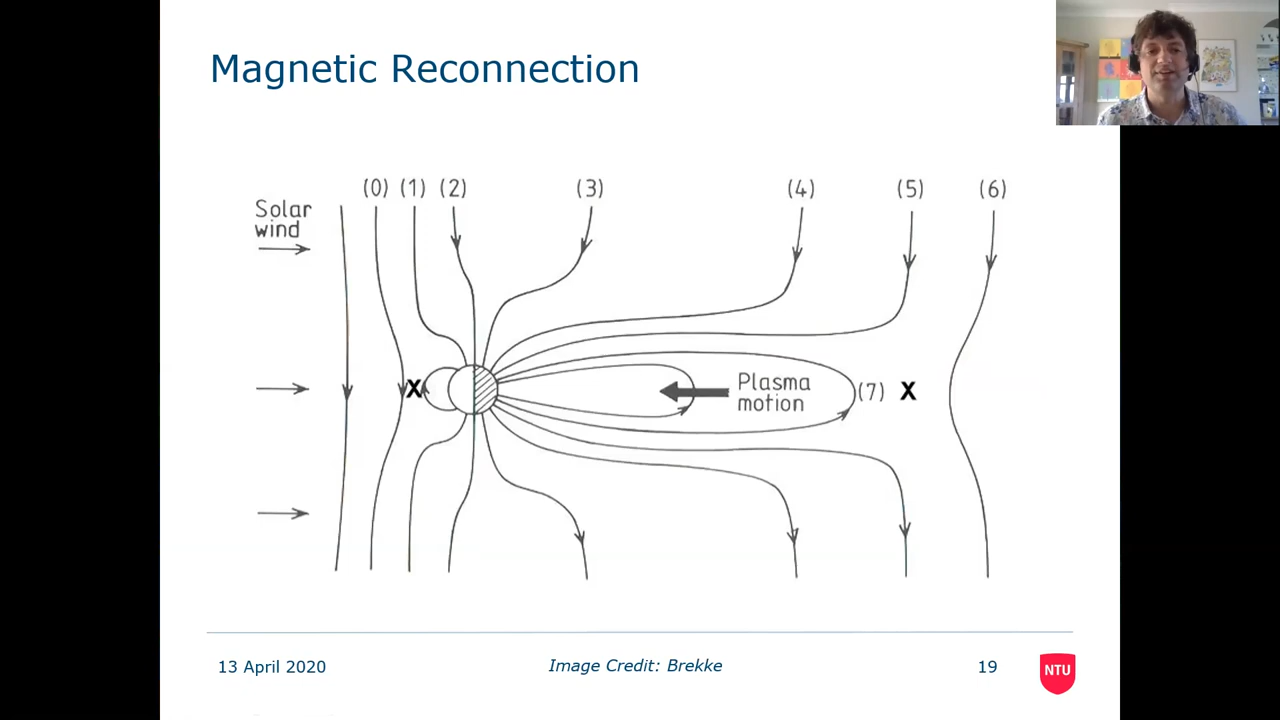 Magnetic Reconnection
(0) (1) (2) (3) (4) (5) (6)
Solar
wind
X
Plasma
motion
(7)
X
13 April 2020
Image Credit: Brekke
19
NTU